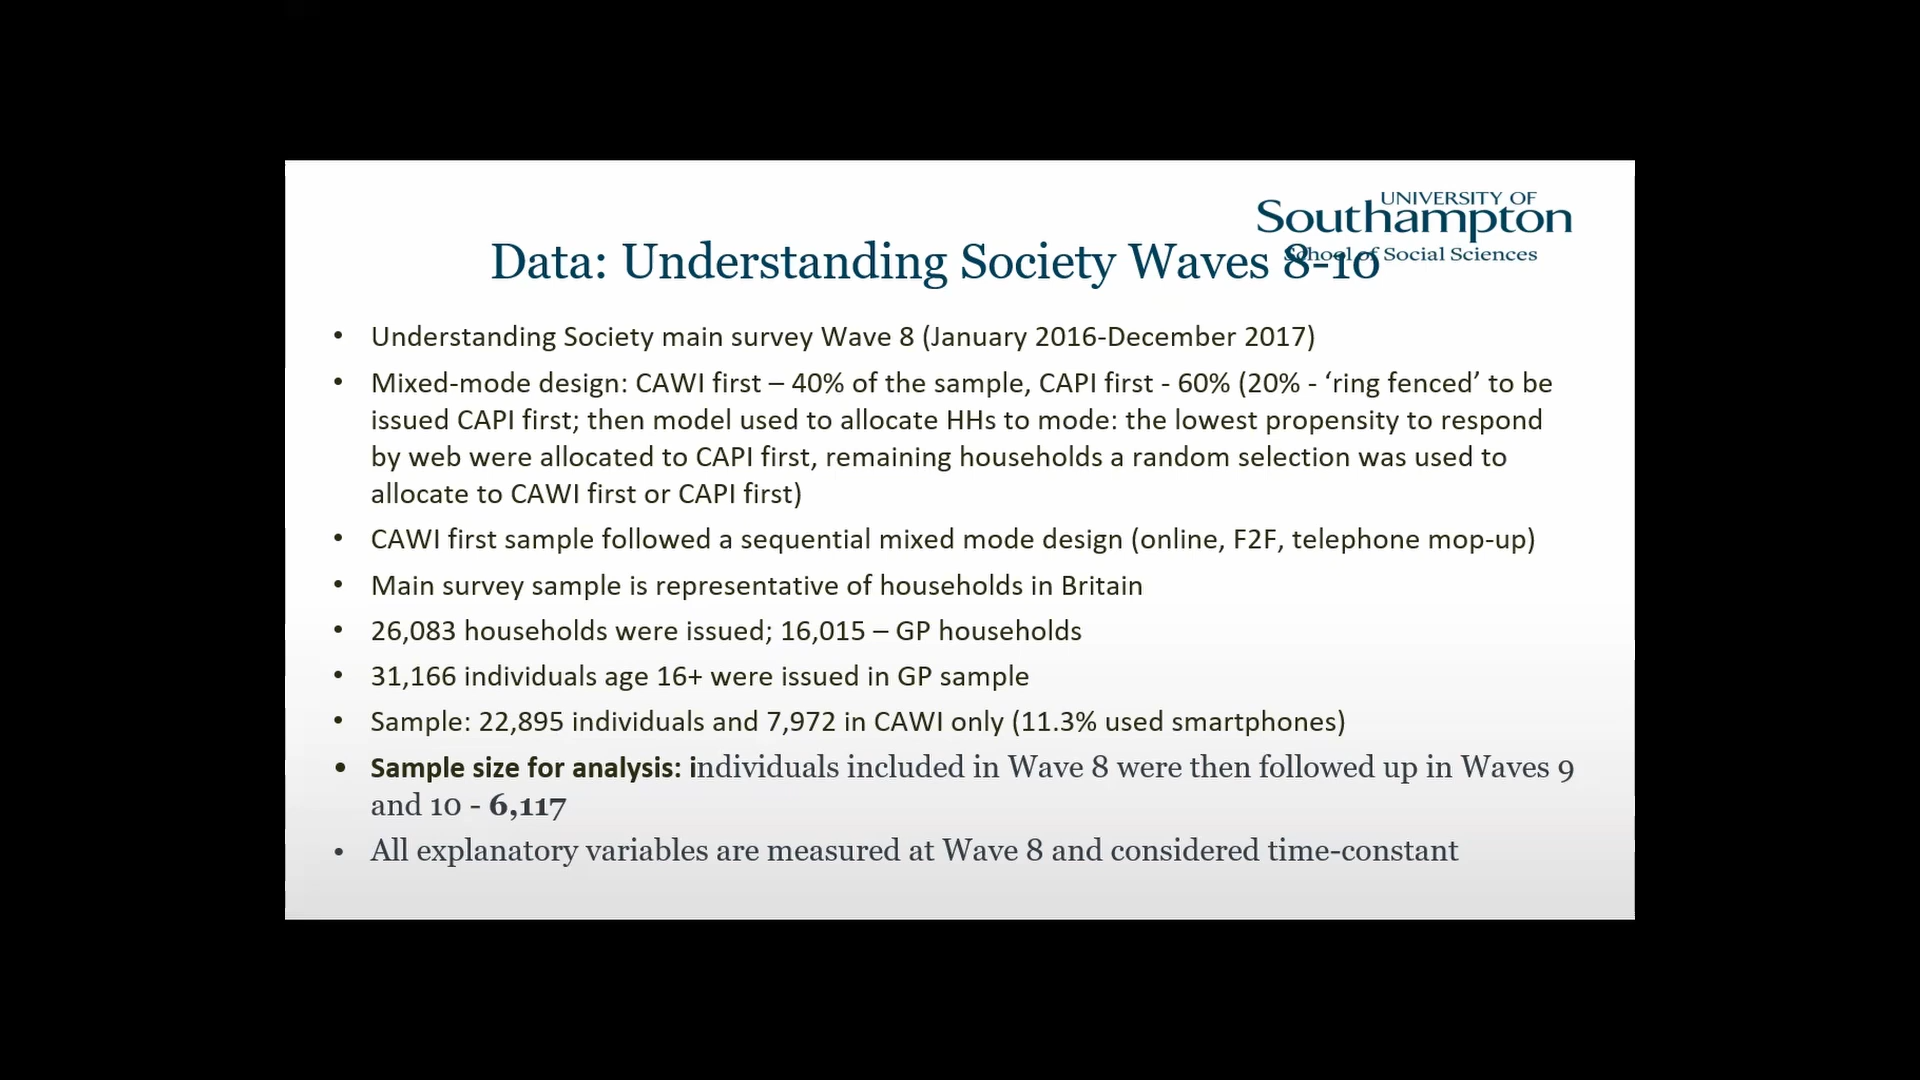 UNIVERSITY OF
Southampton
School of Social Sciences
Data: Understanding Society Waves 8-10
• Understanding Society main survey Wave 8 (January 2016-December 2017)
• Mixed-mode design: CAWI first – 40% of the sample, CAPI first - 60% (20% - ‘ring fenced’ to be
issued CAPI first; then model used to allocate HHs to mode: the lowest propensity to respond
by web were allocated to CAPI first, remaining households a random selection was used to
allocate to CAWI first or CAPI first)
• CAWI first sample followed a sequential mixed mode design (online, F2F, telephone mop-up)
• Main survey sample is representative of households in Britain
• 26,083 households were issued; 16,015 – GP households
• 31,166 individuals age 16+ were issued in GP sample
• Sample: 22,895 individuals and 7,972 in CAWI only (11.3% used smartphones)
• Sample size for analysis: individuals included in Wave 8 were then followed up in Waves 9
and 10 - 6,117
• All explanatory variables are measured at Wave 8 and considered time-constant